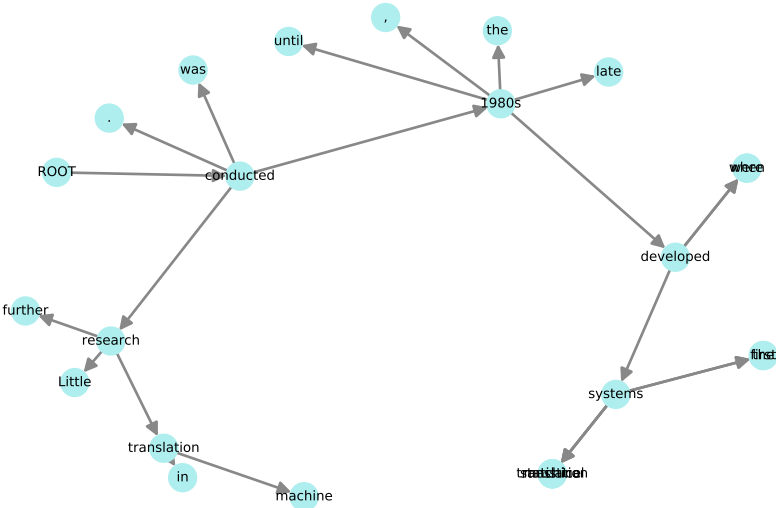 ,
the
until
was
late
1980s
.
ROOT
conducted
developed
further
research
Little
systems
translation
in
machine